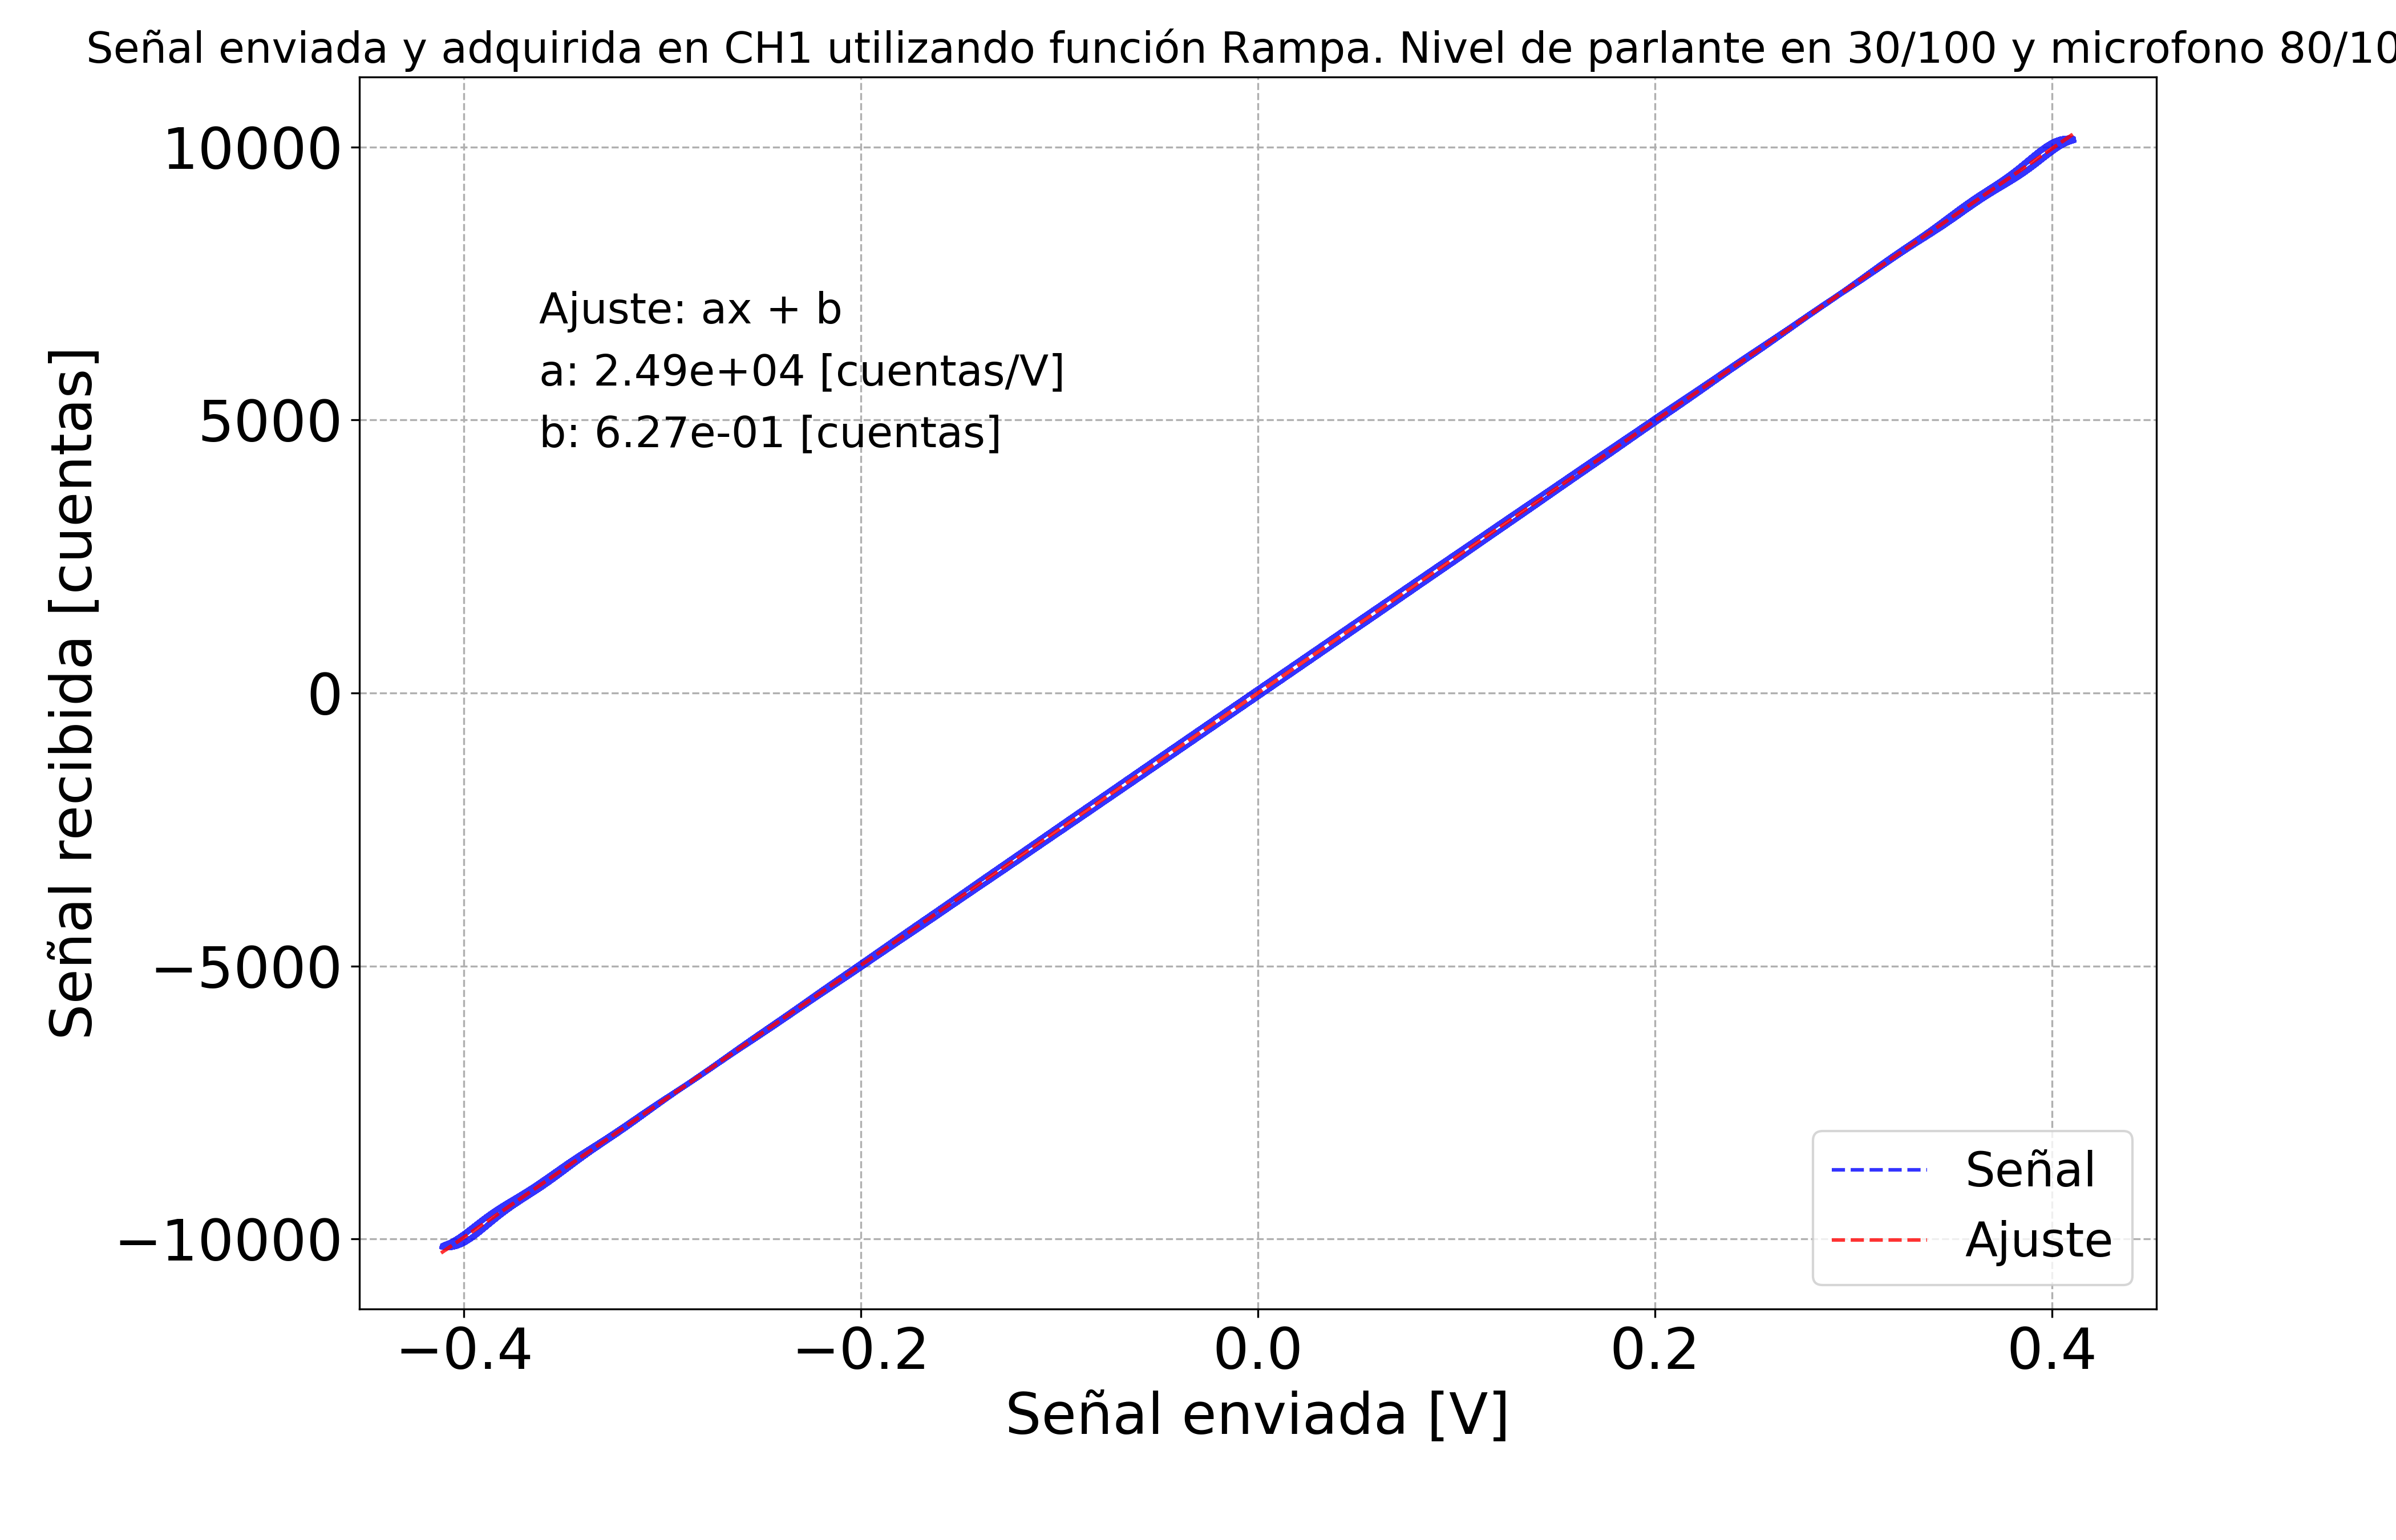 Señal enviada y adquirida en CH1 utilizando función Rampa. Nivel de parlante en 30/100 y microfono 80/10
Señal recibida [cuentas]
10000
5000
0
−5000
−10000
Ajuste: ax + b
a: 2.49e+04 [cuentas/V]
b: 6.27e-01 [cuentas]
Señal
Ajuste
−0.4
−0.2
0.0
0.2
0.4
Señal enviada [V]